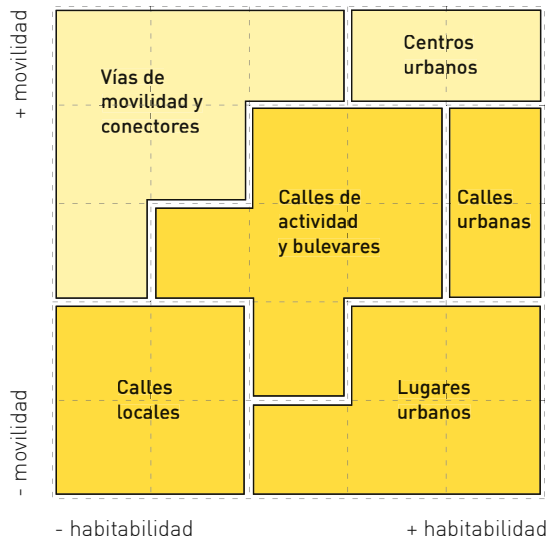 + movilidad
Centros
urbanos
Vías de
movilidad y
conectores
Calles de
actividad
y bulevares
Calles
urbanas
Calles
locales
Lugares
urbanos
- movilidad
- habitabilidad
+ habitabilidad